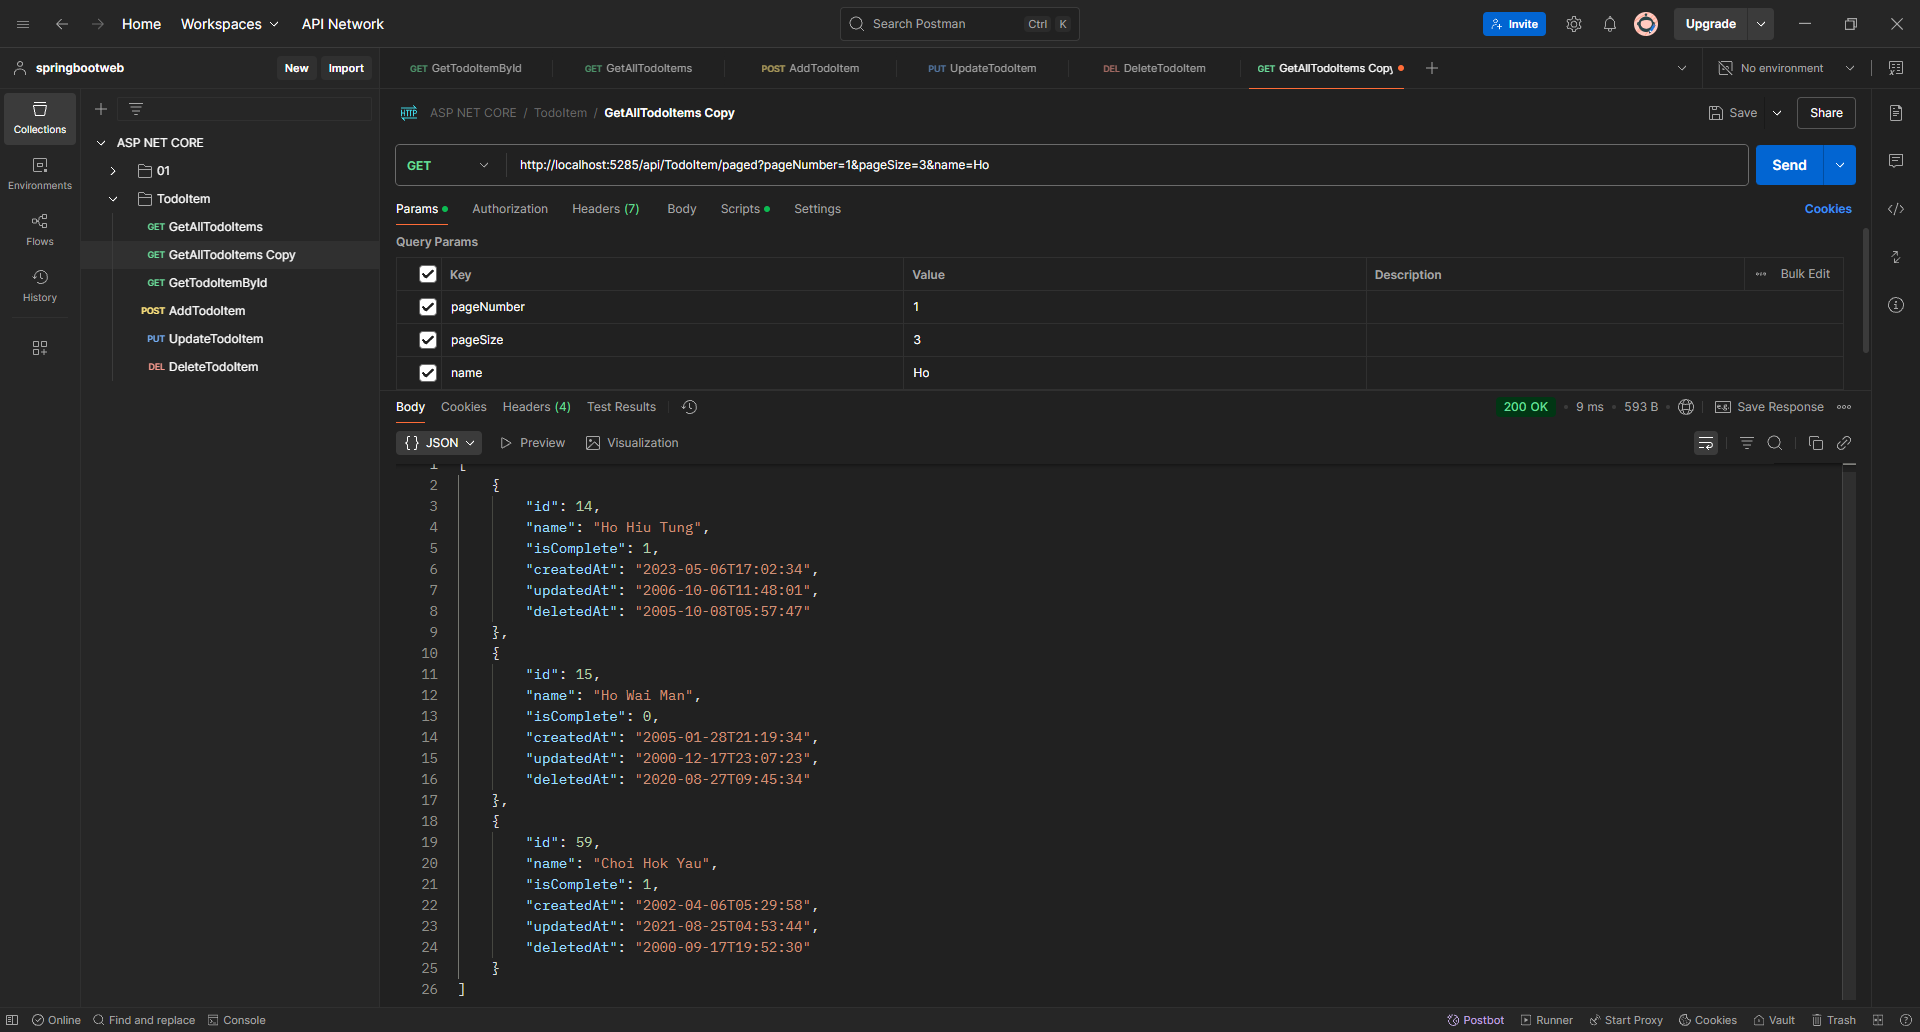 Home Workspaces API Network
Search Postman Ctrl K
Invite Upgrade
springbootweb New Import
GET GetTodoItemById GET GetAllTodoItems POST AddTodoItem PUT UpdateTodoItem DEL DeleteTodoItem GET GetAllTodoItems Copy No environment
Collections
Environments
Flows
History
ASP NET CORE
01
TodoItem
GET GetAllTodoItems
GET GetAllTodoItems Copy
GET GetTodoItemById
POST AddTodoItem
PUT UpdateTodoItem
DEL DeleteTodoItem
HTTP ASP NET CORE / TodoItem / GetAllTodoItems Copy Save Share
GET http://localhost:5285/api/TodoItem/paged?pageNumber=1&pageSize=3&name=Ho Send
Params Authorization Headers (7) Body Scripts Settings Cookies
Query Params
Key Value Description Bulk Edit
pageNumber 1
pageSize 3
name Ho
Body Cookies Headers (4) Test Results 200 OK 9 ms 593 B Save Response
{} JSON Preview Visualization
1 [
2 {
3 "id": 14,
4 "name": "Ho Hiu Tung",
5 "isComplete": 1,
6 "createdAt": "2023-05-06T17:02:34",
7 "updatedAt": "2006-10-06T11:48:01",
8 "deletedAt": "2005-10-08T05:57:47"
9 },
10 {
11 "id": 15,
12 "name": "Ho Wai Man",
13 "isComplete": 0,
14 "createdAt": "2005-01-28T21:19:34",
15 "updatedAt": "2000-12-17T23:07:23",
16 "deletedAt": "2020-08-27T09:45:34"
17 },
18 {
19 "id": 59,
20 "name": "Choi Hok Yau",
21 "isComplete": 1,
22 "createdAt": "2002-04-06T05:29:58",
23 "updatedAt": "2021-08-25T04:53:44",
24 "deletedAt": "2000-09-17T19:52:30"
25 }
26 ]
Online Find and replace Console Postbot Runner Start Proxy Cookies Vault Trash